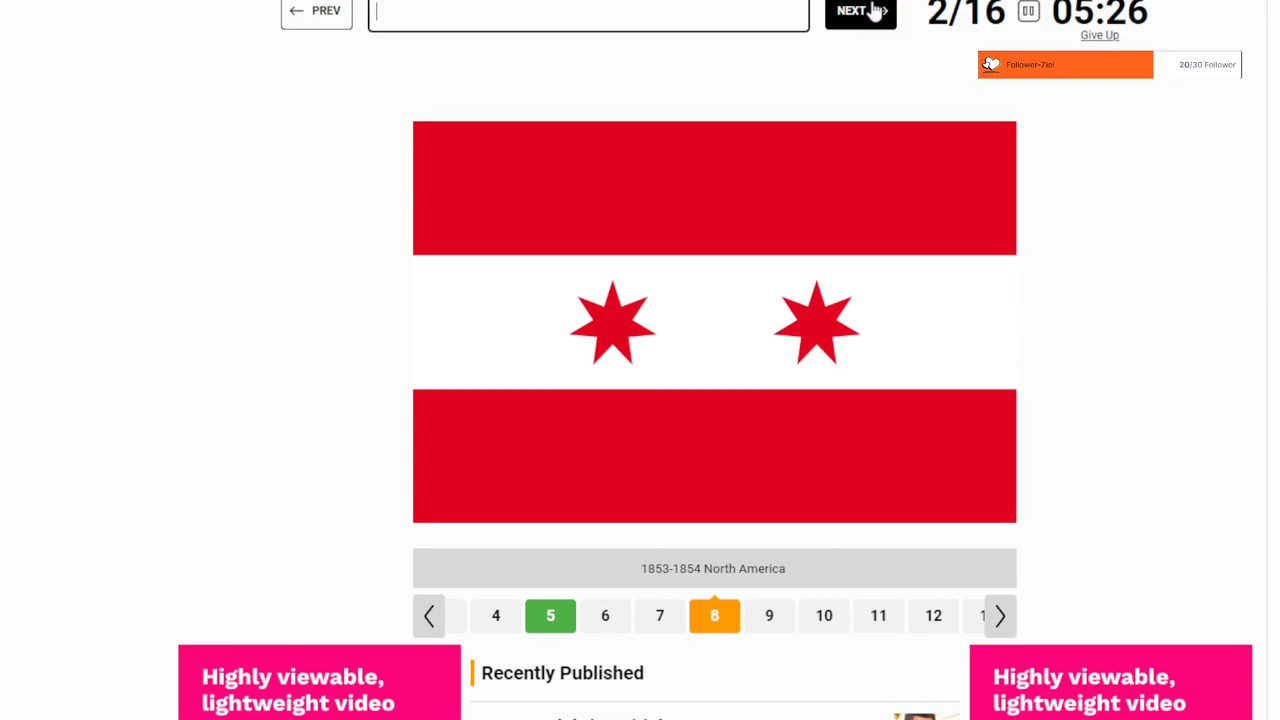 PREV
NEXT
2/16
05:26
Give Up
Follower-Ziel
20/30 Follower
1853-1854 North America
4
5
6
7
8
9
10
11
12
Recently Published
Highly viewable,
lightweight video
Highly viewable,
lightweight video